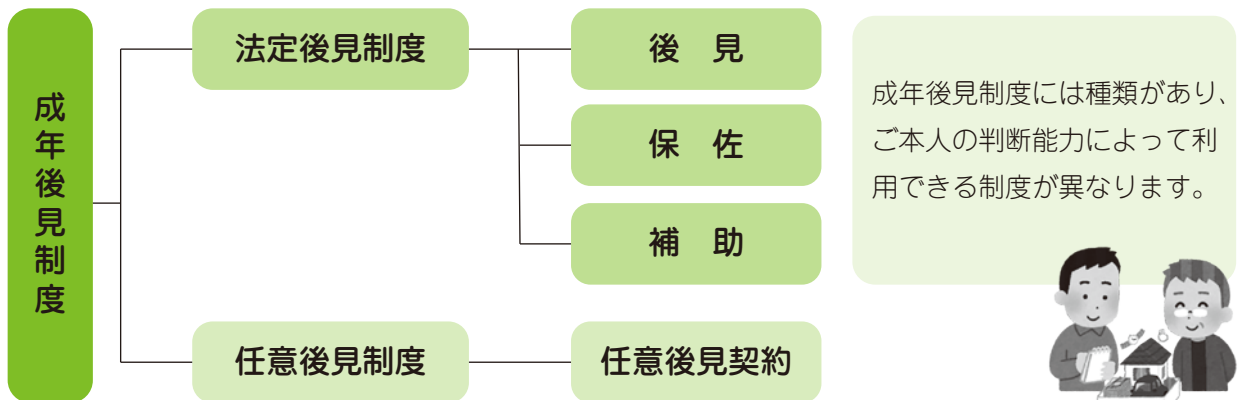 成年後見制度
法定後見制度
後　見
保　佐
補　助
任意後見制度
任意後見契約
成年後見制度には種類があり、
ご本人の判断能力によって利
用できる制度が異なります。